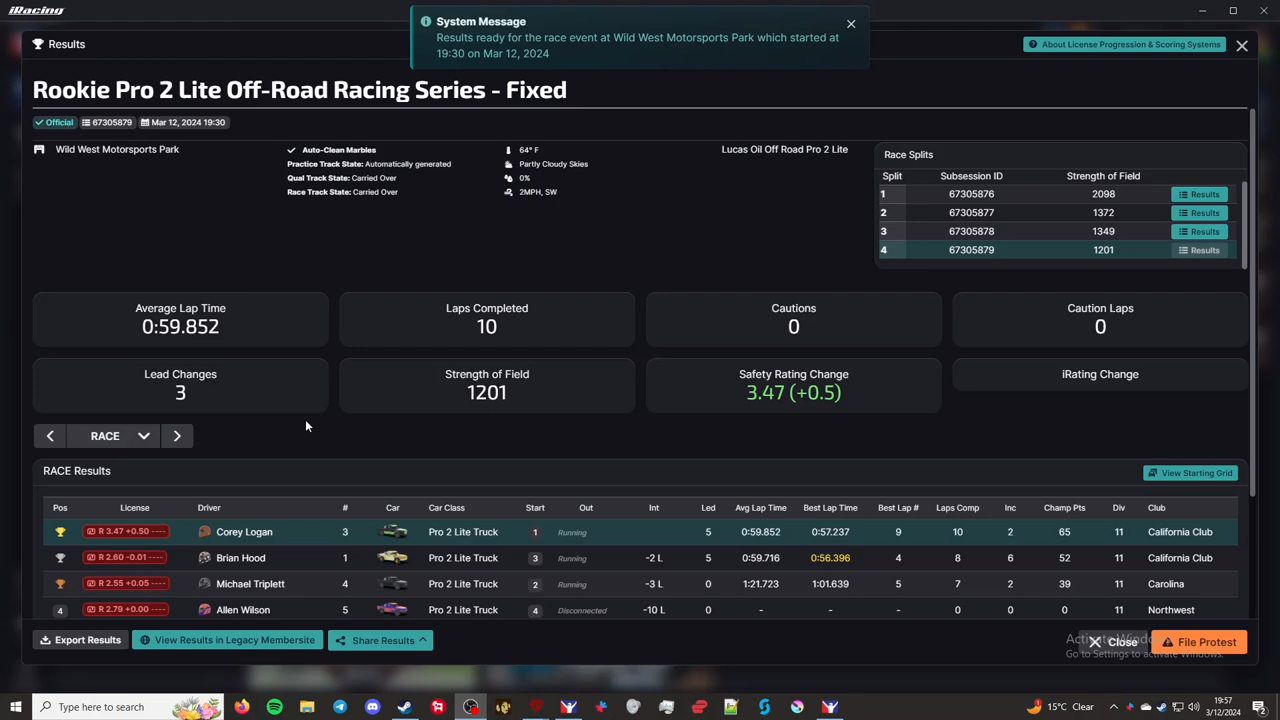 iRacing
System Message
Results ready for the race event at Wild West Motorsports Park which started at
19:30 on Mar 12, 2024
Results
About License Progression & Scoring Systems
Rookie Pro 2 Lite Off-Road Racing Series - Fixed
Official 67305879 Mar 12, 2024 19:30
Wild West Motorsports Park
Auto-Clean Marbles
Practice Track State: Automatically generated
Qual Track State: Carried Over
Race Track State: Carried Over
64° F
Partly Cloudy Skies
0%
2MPH, SW
Lucas Oil Off Road Pro 2 Lite
Race Splits
Split Subsession ID Strength of Field
1 67305876 2098 Results
2 67305877 1372 Results
3 67305878 1349 Results
4 67305879 1201 Results
Average Lap Time
0:59.852
Laps Completed
10
Cautions
0
Caution Laps
0
Lead Changes
3
Strength of Field
1201
Safety Rating Change
3.47 (+0.5)
iRating Change
RACE
RACE Results
View Starting Grid
Pos License Driver # Car Car Class Start Out Int Led Avg Lap Time Best Lap Time Best Lap # Laps Comp Inc Champ Pts Div Club
R 3.47 +0.50 ---- Corey Logan 3 Pro 2 Lite Truck 1 Running 5 0:59.852 0:57.237 9 10 2 65 11 California Club
R 2.60 -0.01 ---- Brian Hood 1 Pro 2 Lite Truck 3 Running -2 L 5 0:59.716 0:56.396 4 8 6 52 11 California Club
R 2.55 +0.05 ---- Michael Triplett 4 Pro 2 Lite Truck 2 Running -3 L 0 1:21.723 1:01.639 5 7 2 39 11 Carolina
4 R 2.79 +0.00 ---- Allen Wilson 5 Pro 2 Lite Truck 4 Disconnected -10 L 0 - - 0 0 0 0 11 Northwest
Export Results
View Results in Legacy Membersite
Share Results
Close
File Protest
Go to Settings to activate Windows.
Type here to search
15°C Clear
19:57
3/12/2024